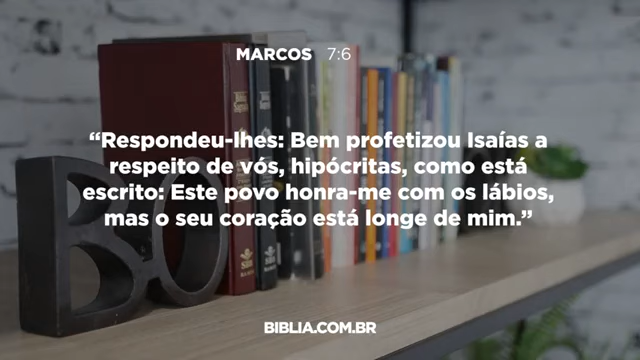 MARCOS 7:6
“Respondeu-lhes: Bem profetizou Isaías a
respeito de vós, hipócritas, como está
escrito: Este povo honra-me com os lábios,
mas o seu coração está longe de mim.”
BIBLIA.COM.BR